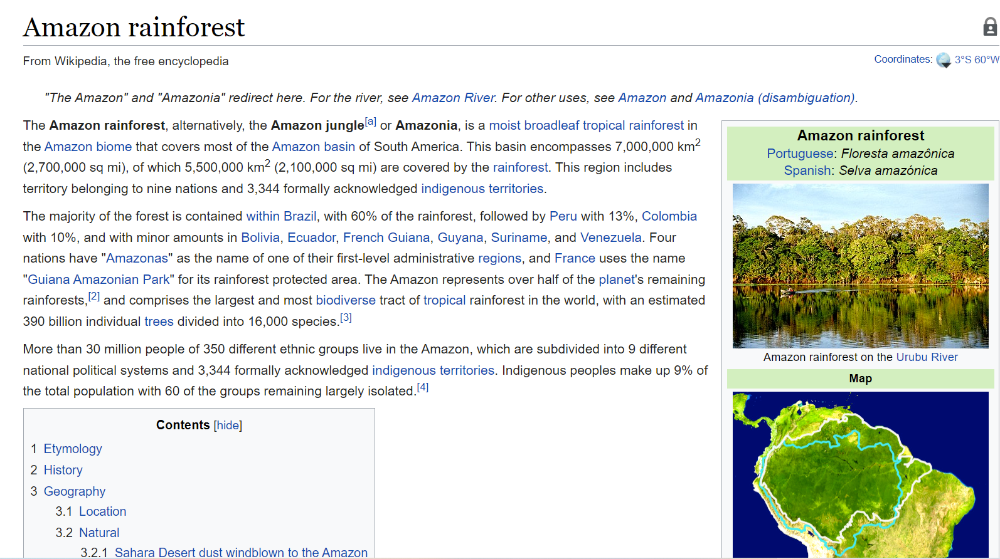 Amazon rainforest
From Wikipedia, the free encyclopedia
Coordinates: 3°S 60°W
"The Amazon" and "Amazonia" redirect here. For the river, see Amazon River. For other uses, see Amazon and Amazonia (disambiguation).
The Amazon rainforest, alternatively, the Amazon jungle[a] or Amazonia, is a moist broadleaf tropical rainforest in
the Amazon biome that covers most of the Amazon basin of South America. This basin encompasses 7,000,000 km2
(2,700,000 sq mi), of which 5,500,000 km2 (2,100,000 sq mi) are covered by the rainforest. This region includes
territory belonging to nine nations and 3,344 formally acknowledged indigenous territories.
The majority of the forest is contained within Brazil, with 60% of the rainforest, followed by Peru with 13%, Colombia
with 10%, and with minor amounts in Bolivia, Ecuador, French Guiana, Guyana, Suriname, and Venezuela. Four
nations have "Amazonas" as the name of one of their first-level administrative regions, and France uses the name
"Guiana Amazonian Park" for its rainforest protected area. The Amazon represents over half of the planet's remaining
rainforests,[2] and comprises the largest and most biodiverse tract of tropical rainforest in the world, with an estimated
390 billion individual trees divided into 16,000 species.[3]
More than 30 million people of 350 different ethnic groups live in the Amazon, which are subdivided into 9 different
national political systems and 3,344 formally acknowledged indigenous territories. Indigenous peoples make up 9% of
the total population with 60 of the groups remaining largely isolated.[4]
Contents [hide]
1 Etymology
2 History
3 Geography
3.1 Location
3.2 Natural
3.2.1 Sahara Desert dust windblown to the Amazon
Amazon rainforest
Portuguese: Floresta amazônica
Spanish: Selva amazónica
Amazon rainforest on the Urubu River
Map